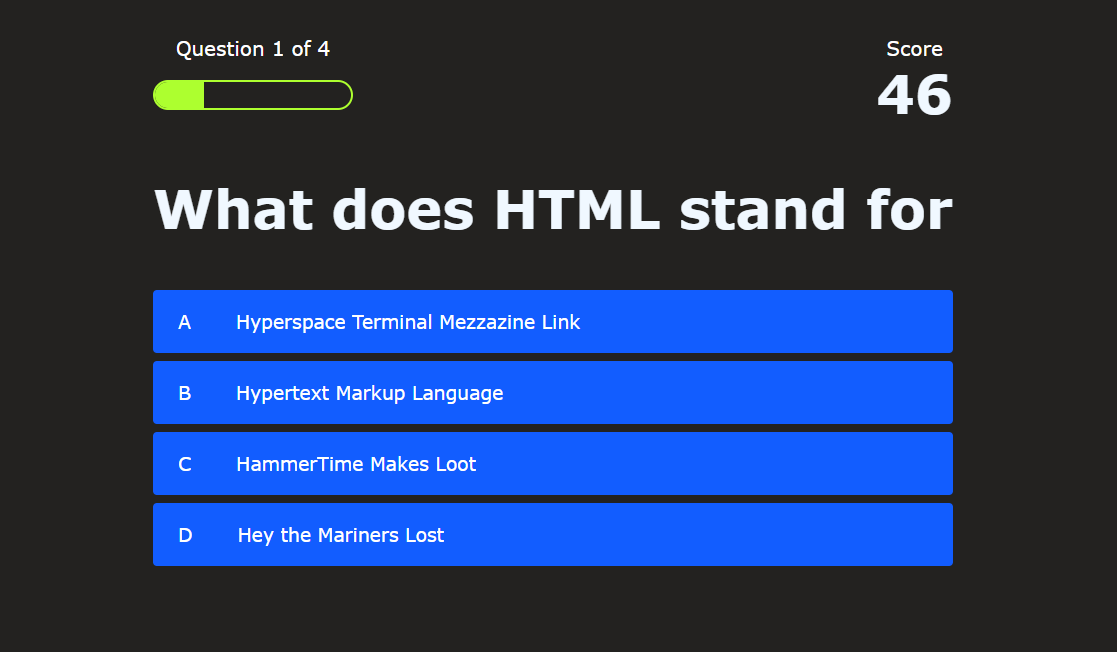 Question 1 of 4
Score
46
What does HTML stand for
A Hyperspace Terminal Mezzazine Link
B Hypertext Markup Language
C HammerTime Makes Loot
D Hey the Mariners Lost